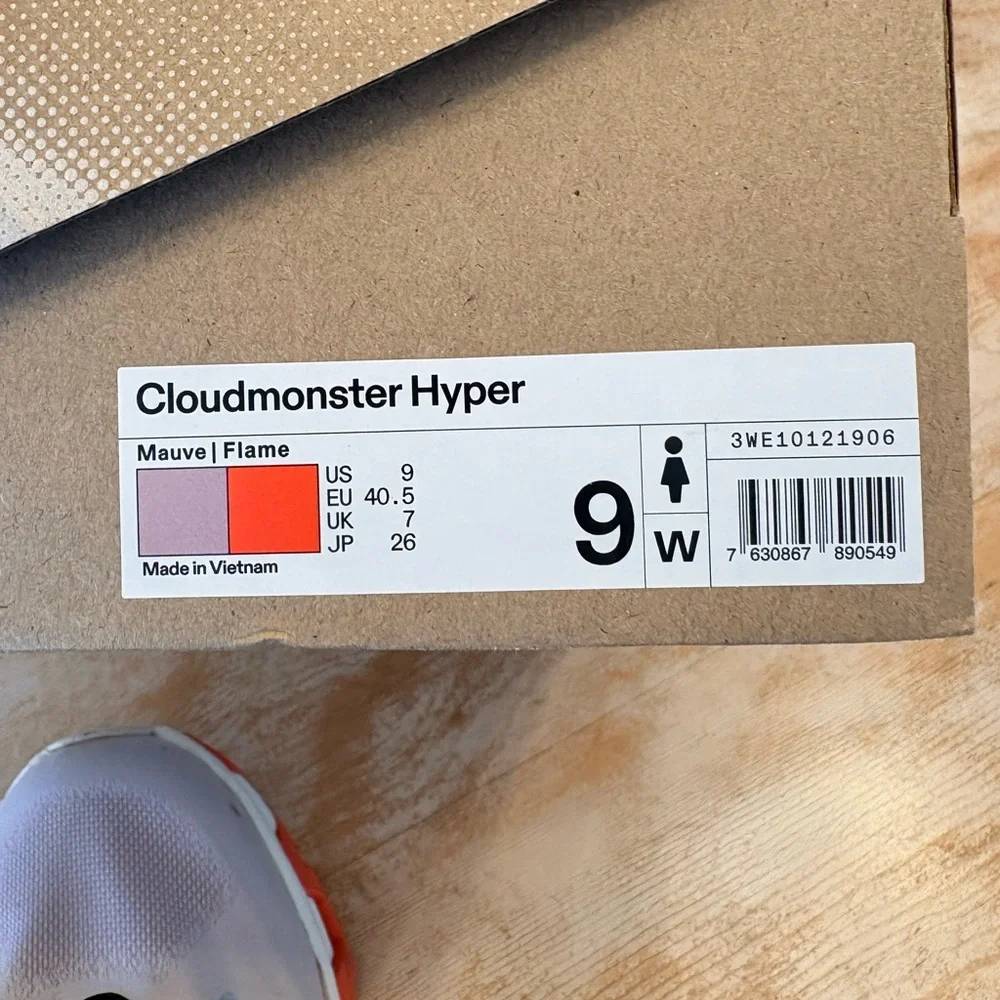 Cloudmonster Hyper
Mauve | Flame
US 9
EU 40.5
UK 7
JP 26
Made in Vietnam
9
W
3WE10121906
7 630867 890549